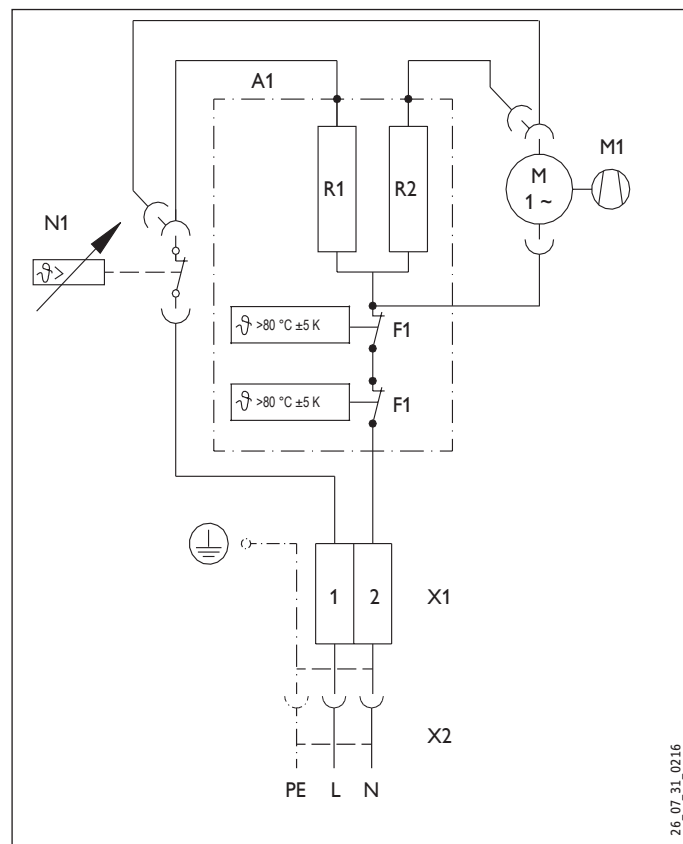 A1
M1
R1
R2
M
1 ~
N1
ϑ>
ϑ >80 °C ±5 K
F1
ϑ >80 °C ±5 K
F1
1
2
X1
X2
PE
L
N
26_07_31_0216